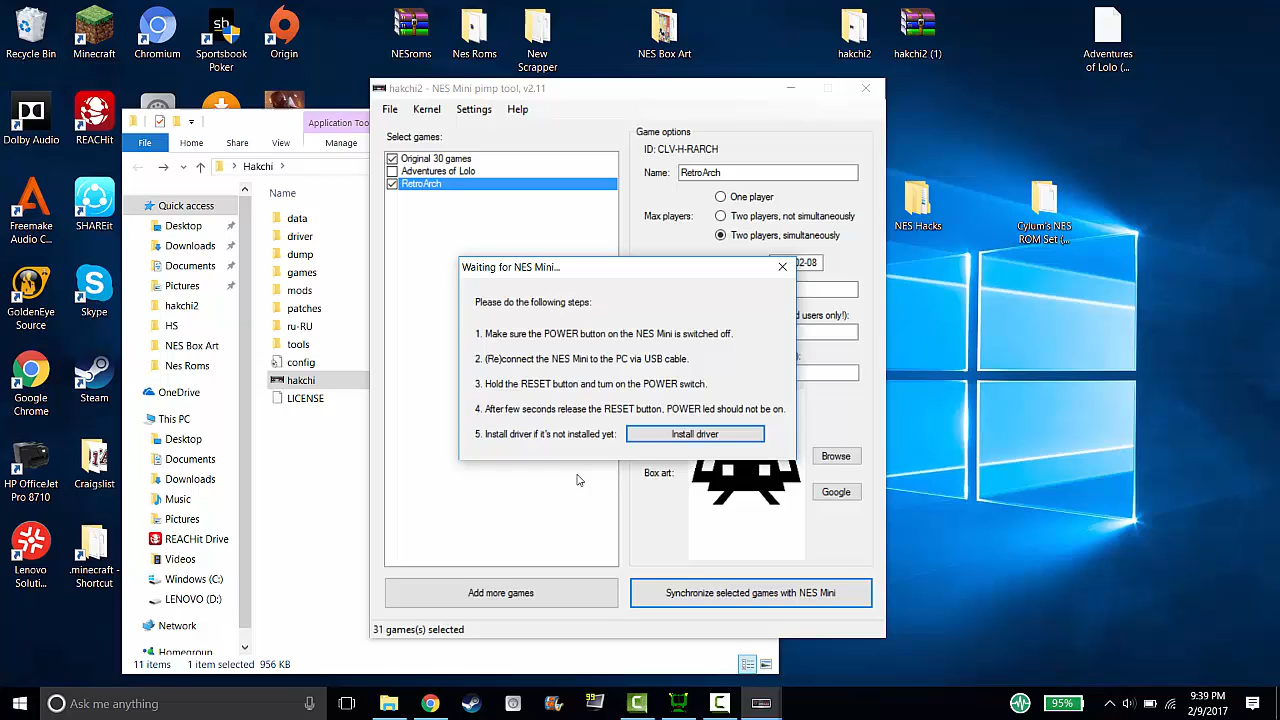 Recycle Bin
Minecraft
Chromium
Sportsbook
Poker
Origin
NESroms
Nes Roms
New
Scrapper
NES Box Art
hakchi2
hakchi2 (1)
Adventures
of Lolo (...
Dolby Audio
REACHit
Freemake
Audio C...
SHAREit
GoldenEye
Source
Skype
Google
Chrome
Steam
HP OfficeJet
Pro 8710
Craigslist
Lenovo
Soluti...
.minecraft -
Shortcut
NES Hacks
Cylum's NES
ROM Set (...
Application Too
File
Home
Share
View
Manage
Hakchi
Name
Quick access
Desktop
Downloads
Documents
Pictures
hakchi2
HS
NES Box Art
Nes Roms
OneDrive
This PC
Desktop
Documents
Downloads
Music
Pictures
REACHit Drive
Videos
Windows (C:)
LENOVO (D:)
Network
Homegroup
data
driver
dump
games
mods
patches
ru-RU
tools
config
hakchi
LICENSE
11 items 1 item selected 956 KB
hakchi2 - NES Mini pimp tool, v2.11
File Kernel Settings Help
Select games:
Original 30 games
Adventures of Lolo
RetroArch
Game options
ID: CLV-H-RARCH
Name: RetroArch
One player
Max players: Two players, not simultaneously
Two players, simultaneously
02-08
d users only!):
):
Waiting for NES Mini...
Please do the following steps:
1. Make sure the POWER button on the NES Mini is switched off.
2. (Re)connect the NES Mini to the PC via USB cable.
3. Hold the RESET button and turn on the POWER switch.
4. After few seconds release the RESET button, POWER led should not be on.
5. Install driver if it's not installed yet: Install driver
Box art:
Browse
Google
Add more games
Synchronize selected games with NES Mini
31 games(s) selected
Ask me anything
99
95%
9:39 PM
2/9/2017